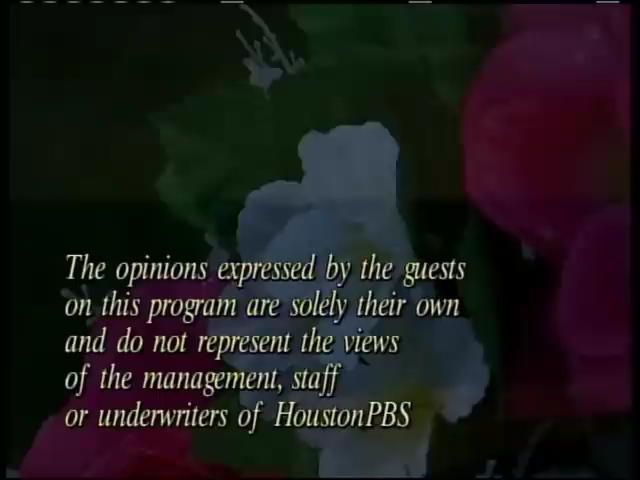 The opinions expressed by the guests
on this program are solely their own
and do not represent the views
of the management, staff
or underwriters of HoustonPBS